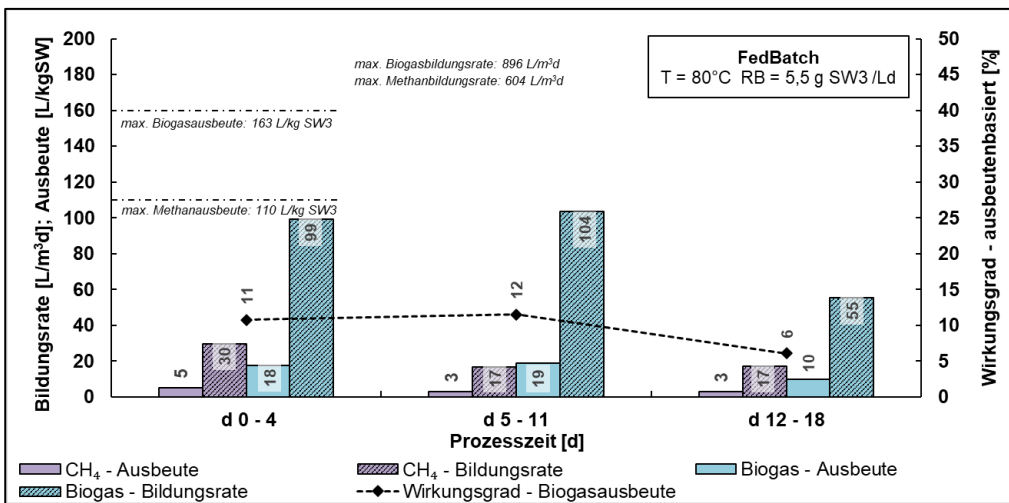 Bildungsrate [L/m³d]; Ausbeute [L/kgSW]
200
180
160
140
120
100
80
60
40
20
0
max. Biogasbildungsrate: 896 L/m³d
max. Methanbildungsrate: 604 L/m³d
FedBatch
T = 80°C RB = 5,5 g SW3 /Ld
max. Biogasausbeute: 163 L/kg SW3
max. Methanausbeute: 110 L/kg SW3
5
30
18
99
11
3
17
19
104
12
3
17
10
55
6
50
45
40
35
30
25
20
15
10
5
0
Wirkungsgrad - ausbeutenbasiert [%]
d 0 - 4
d 5 - 11
d 12 - 18
Prozesszeit [d]
CH₄ - Ausbeute
CH₄ - Bildungsrate
Biogas - Ausbeute
Biogas - Bildungsrate
Wirkungsgrad - Biogasausbeute